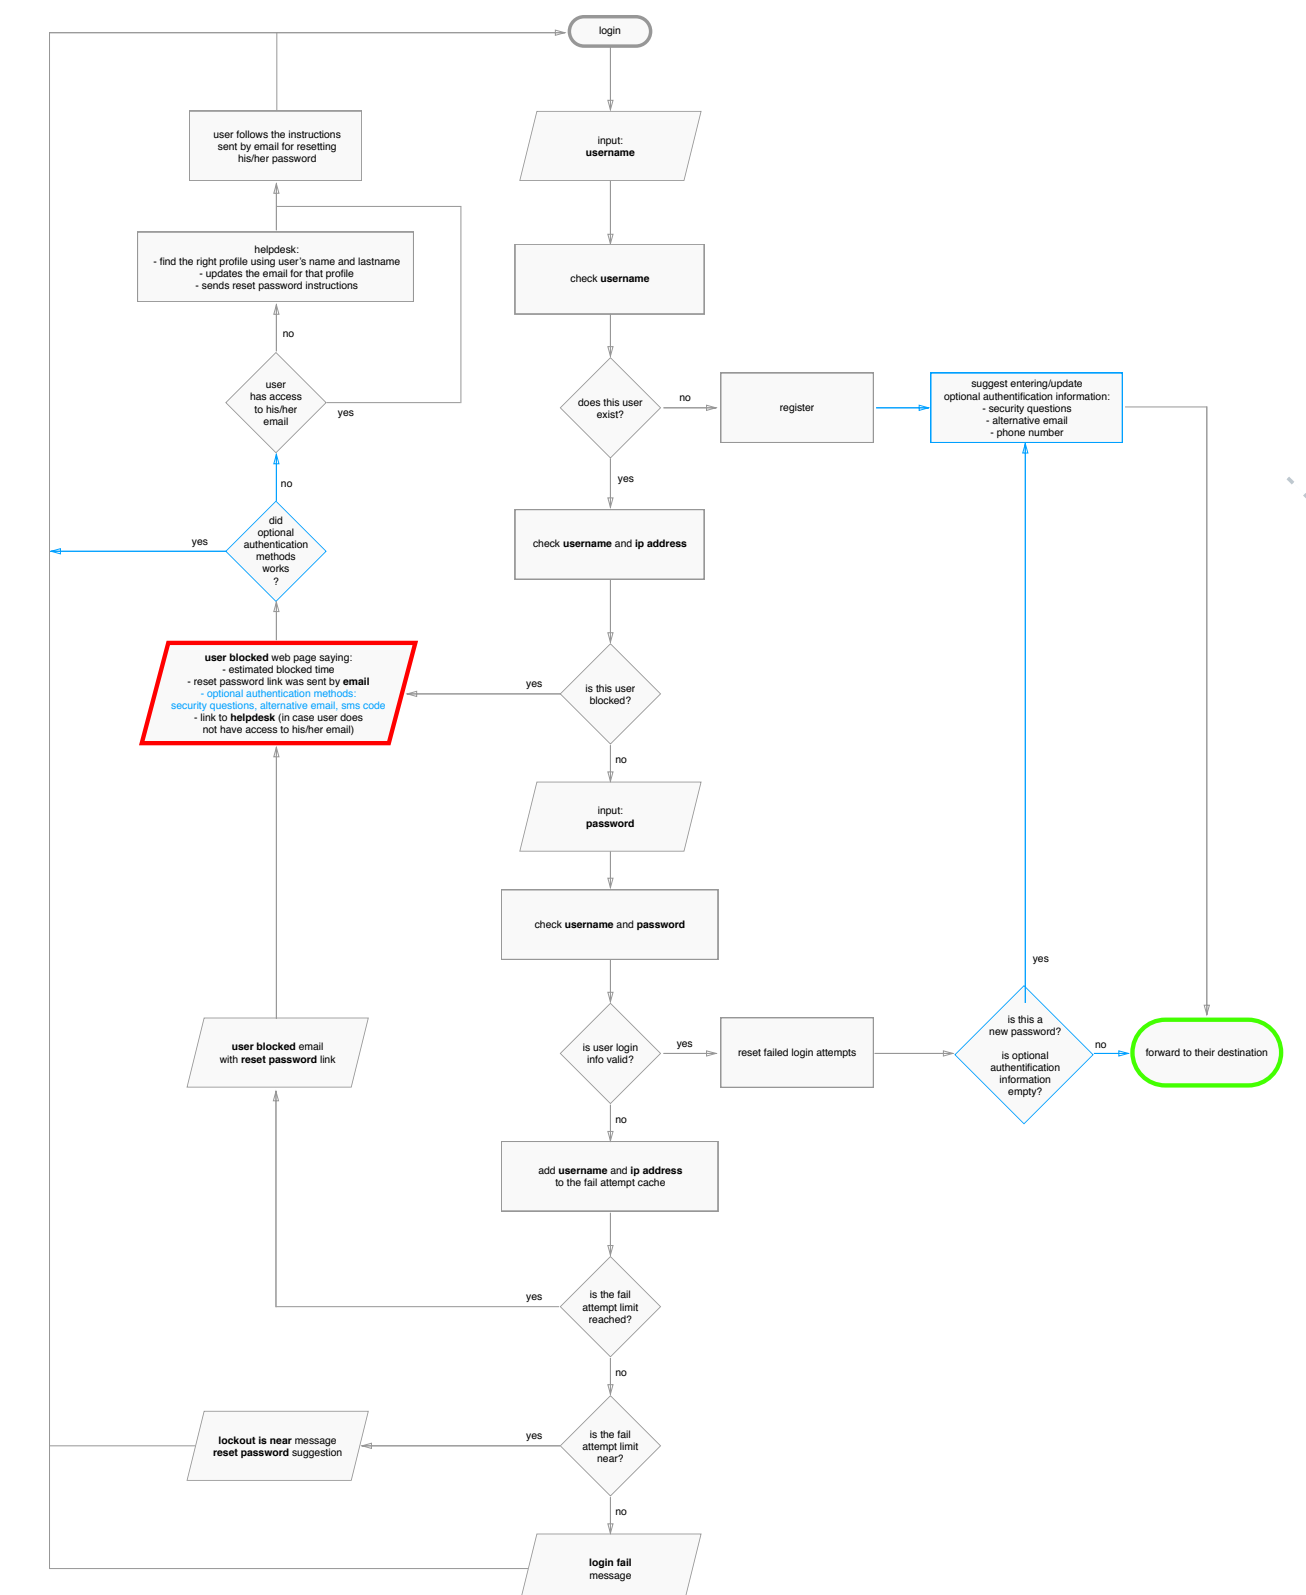 login
user follows the instructions
sent by email for resetting
his/her password
input:
username
helpdesk:
- find the right profile using user's name and lastname
- updates the email for that profile
- sends reset password instructions
check username
no
user
has access
to his/her
email
yes
does this user
exist?
no
register
suggest entering/update
optional authentification information:
- security questions
- alternative email
- phone number
yes
no
did
optional
authentication
methods
works
?
yes
check username and ip address
user blocked web page saying:
- estimated blocked time
- reset password link was sent by email
- optional authentication methods:
security questions, alternative email, sms code
- link to helpdesk (in case user does
not have access to his/her email)
yes
is this user
blocked?
no
input:
password
check username and password
yes
user blocked email
with reset password link
is user login
info valid?
yes
reset failed login attempts
is this a
new password?
is optional
authentification
information
empty?
no
forward to their destination
no
add username and ip address
to the fail attempt cache
yes
is the fail
attempt limit
reached?
no
lockout is near message
reset password suggestion
yes
is the fail
attempt limit
near?
no
login fail
message